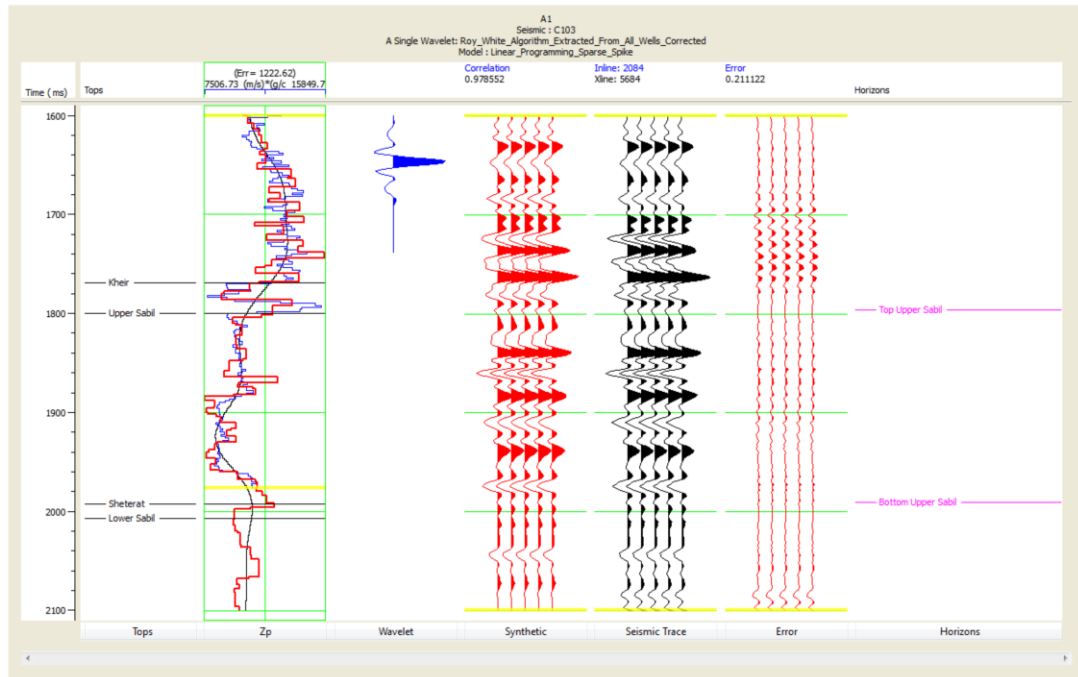 A1
Seismic : C103
A Single Wavelet: Roy_White_Algorithm_Extracted_From_All_Wells_Corrected
Model : Linear_Programming_Sparse_Spike
Time (ms)
Tops
(Err= 1222.62)
7506.73 (m/s)*(g/c 15849.7
Correlation
0.978552
Inline: 2084
Xline: 5684
Error
0.211122
Horizons
1600
1700
Kheir
Upper Sabil
1800
Top Upper Sabil
1900
Sheterat
Bottom Upper Sabil
2000
Lower Sabil
2100
Tops
Zp
Wavelet
Synthetic
Seismic Trace
Error
Horizons